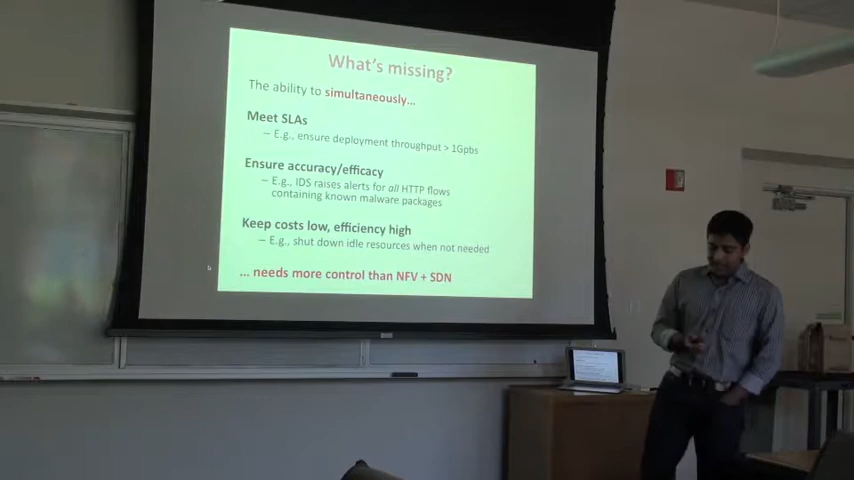 What's missing?
The ability to simultaneously...
Meet SLAs
– E.g., ensure deployment throughput > 1Gpbs
Ensure accuracy/efficacy
– E.g., IDS raises alerts for all HTTP flows
containing known malware packages
Keep costs low, efficiency high
– E.g., shut down idle resources when not needed
... needs more control than NFV + SDN